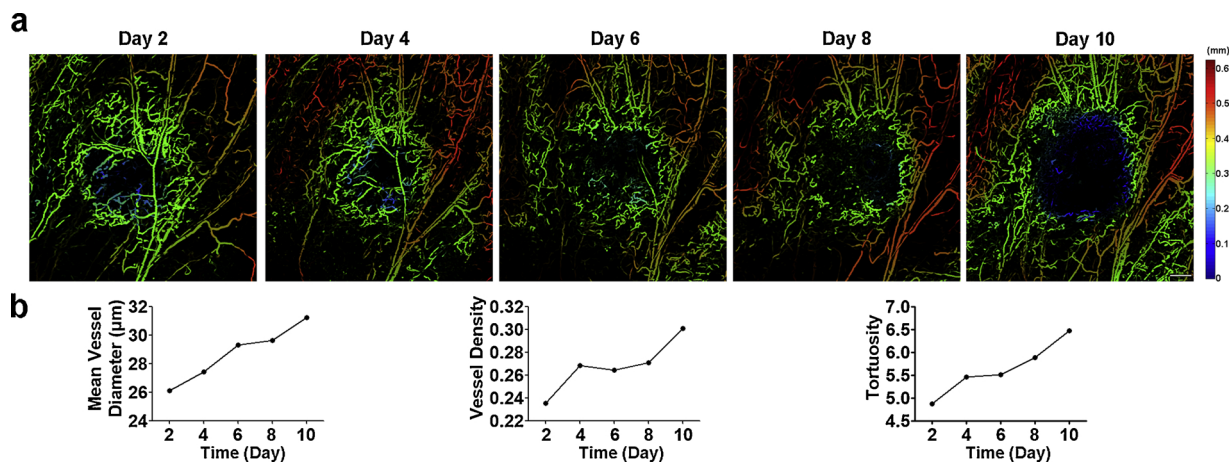 a
Day 2
Day 4
Day 6
Day 8
Day 10
(mm)
0.6
0.5
0.4
0.3
0.2
0.1
0
b
Mean Vessel
Diameter (μm)
32
30
28
26
24
2 4 6 8 10
Time (Day)
Vessel Density
0.32
0.30
0.28
0.26
0.24
0.22
2 4 6 8 10
Time (Day)
Tortuosity
7.0
6.5
6.0
5.5
5.0
4.5
2 4 6 8 10
Time (Day)